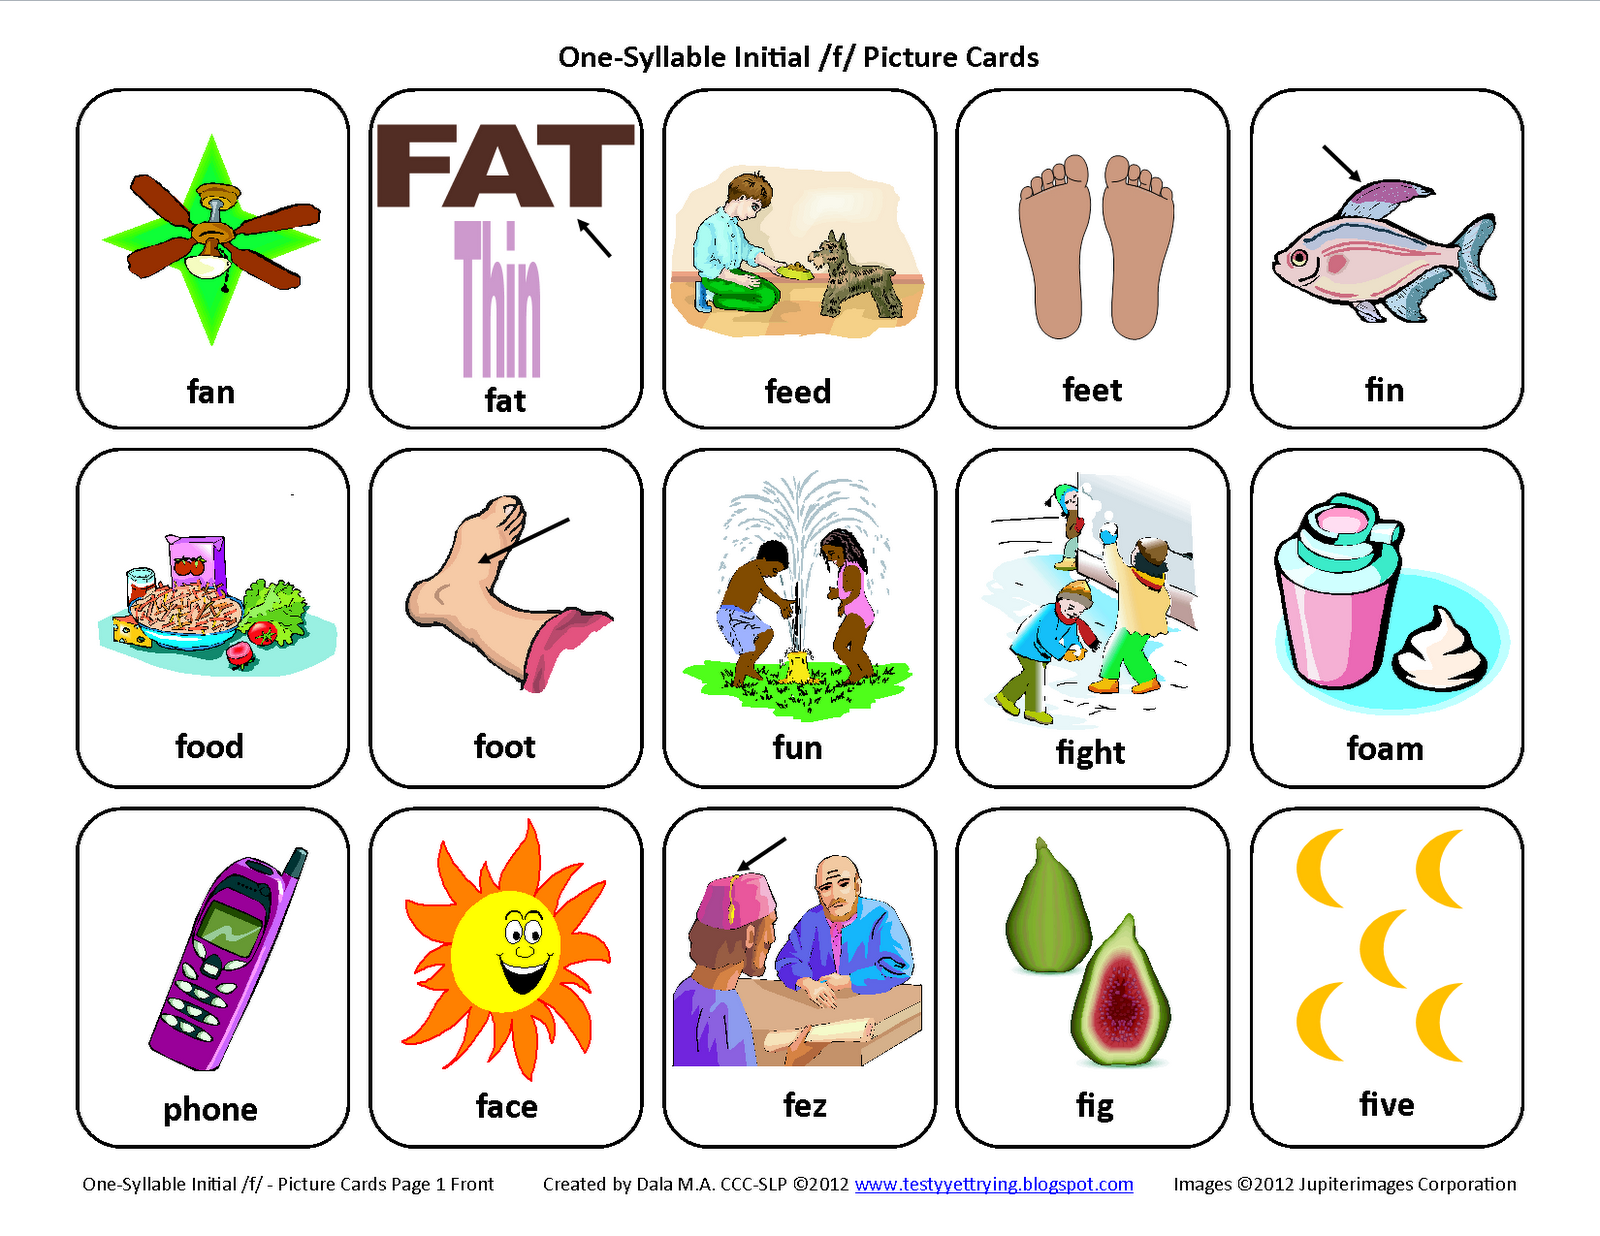 One-Syllable Initial /f/ Picture Cards
FAT
Thin
fan
fat
feed
feet
fin
food
foot
fun
fight
foam
phone
face
fez
fig
five
One-Syllable Initial /f/ - Picture Cards Page 1 Front
Created by Dala M.A. CCC-SLP ©2012 www.testyyettrying.blogspot.com
Images ©2012 Jupiterimages Corporation